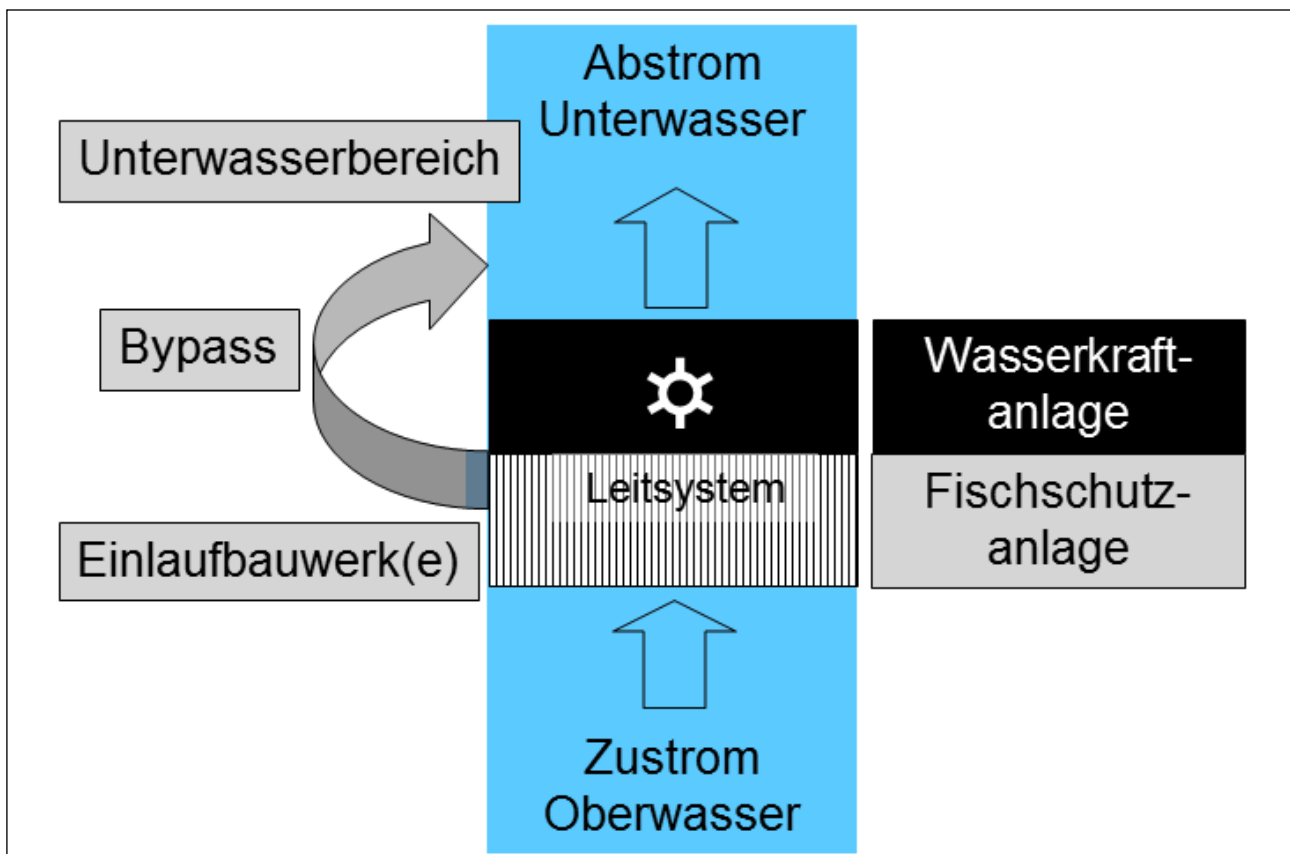 Abstrom
Unterwasser
Unterwasserbereich
Bypass
Wasserkraft-
anlage
Leitsystem
Fischschutz-
anlage
Einlaufbauwerk(e)
Zustrom
Oberwasser